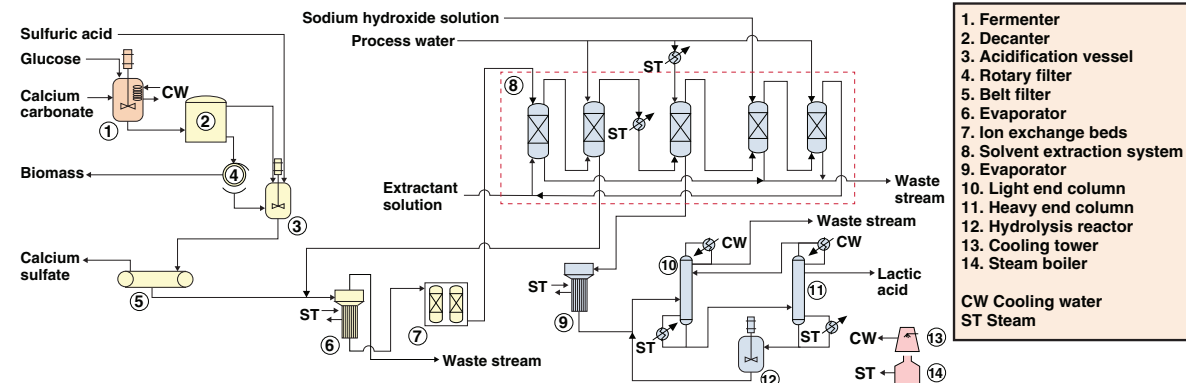 Sodium hydroxide solution
Process water
Sulfuric acid
Glucose
Calcium
carbonate
CW
1
2
Biomass
4
3
Calcium
sulfate
5
ST
6
Waste stream
7
8
ST
ST
Extractant
solution
Waste
stream
Waste stream
ST
9
10
CW
CW
11
Lactic
acid
ST
ST
12
CW
13
ST
14
1. Fermenter
2. Decanter
3. Acidification vessel
4. Rotary filter
5. Belt filter
6. Evaporator
7. Ion exchange beds
8. Solvent extraction system
9. Evaporator
10. Light end column
11. Heavy end column
12. Hydrolysis reactor
13. Cooling tower
14. Steam boiler
CW Cooling water
ST Steam